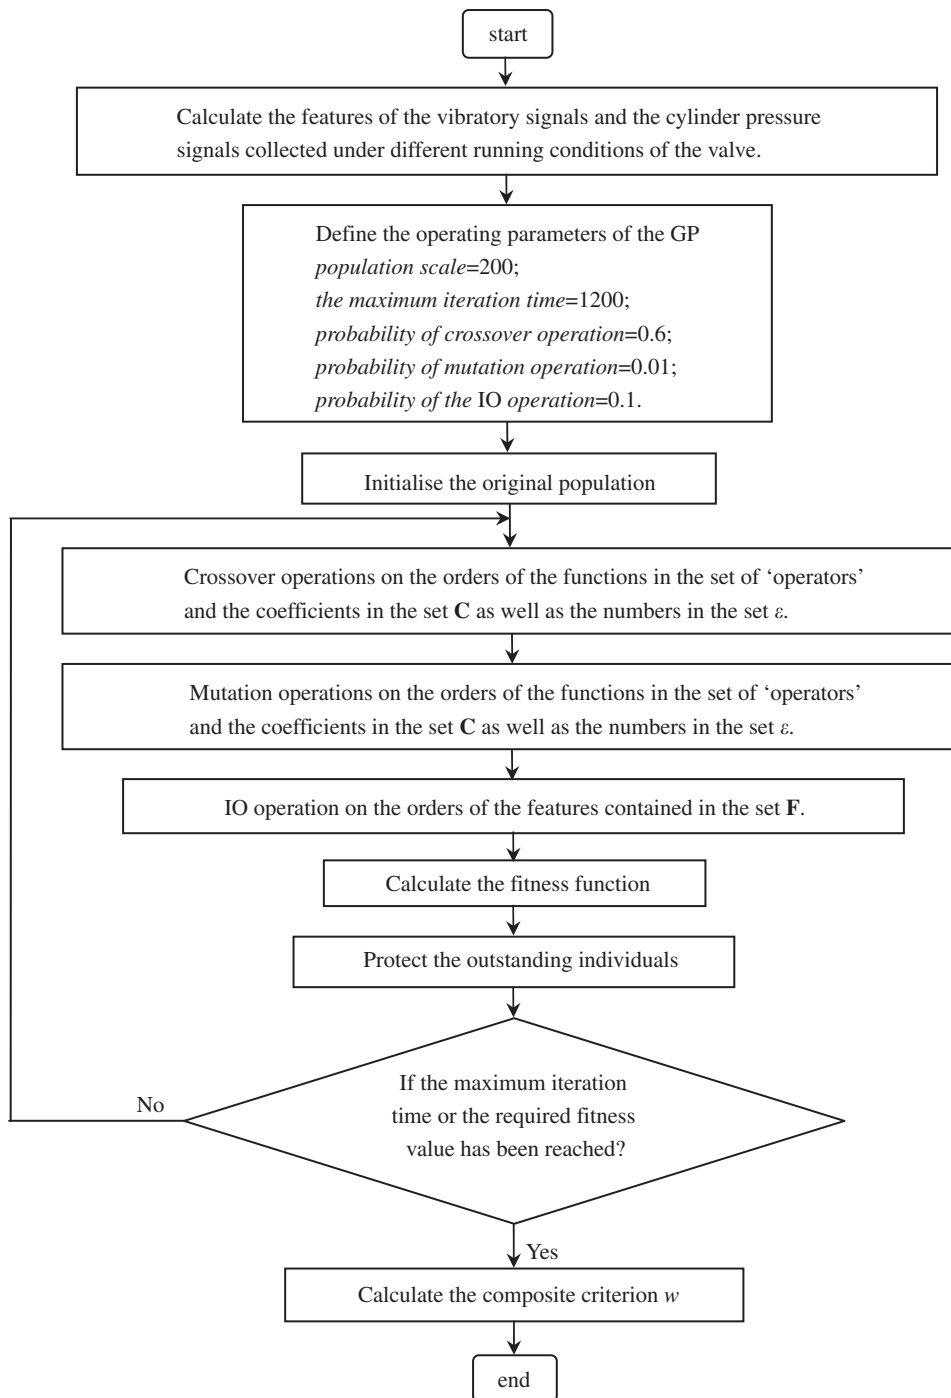 start
Calculate the features of the vibratory signals and the cylinder pressure
signals collected under different running conditions of the valve.
Define the operating parameters of the GP
population scale=200;
the maximum iteration time=1200;
probability of crossover operation=0.6;
probability of mutation operation=0.01;
probability of the IO operation=0.1.
Initialise the original population
Crossover operations on the orders of the functions in the set of ‘operators’
and the coefficients in the set C as well as the numbers in the set ε.
Mutation operations on the orders of the functions in the set of ‘operators’
and the coefficients in the set C as well as the numbers in the set ε.
IO operation on the orders of the features contained in the set F.
Calculate the fitness function
Protect the outstanding individuals
If the maximum iteration
time or the required fitness
value has been reached?
No
Yes
Calculate the composite criterion w
end